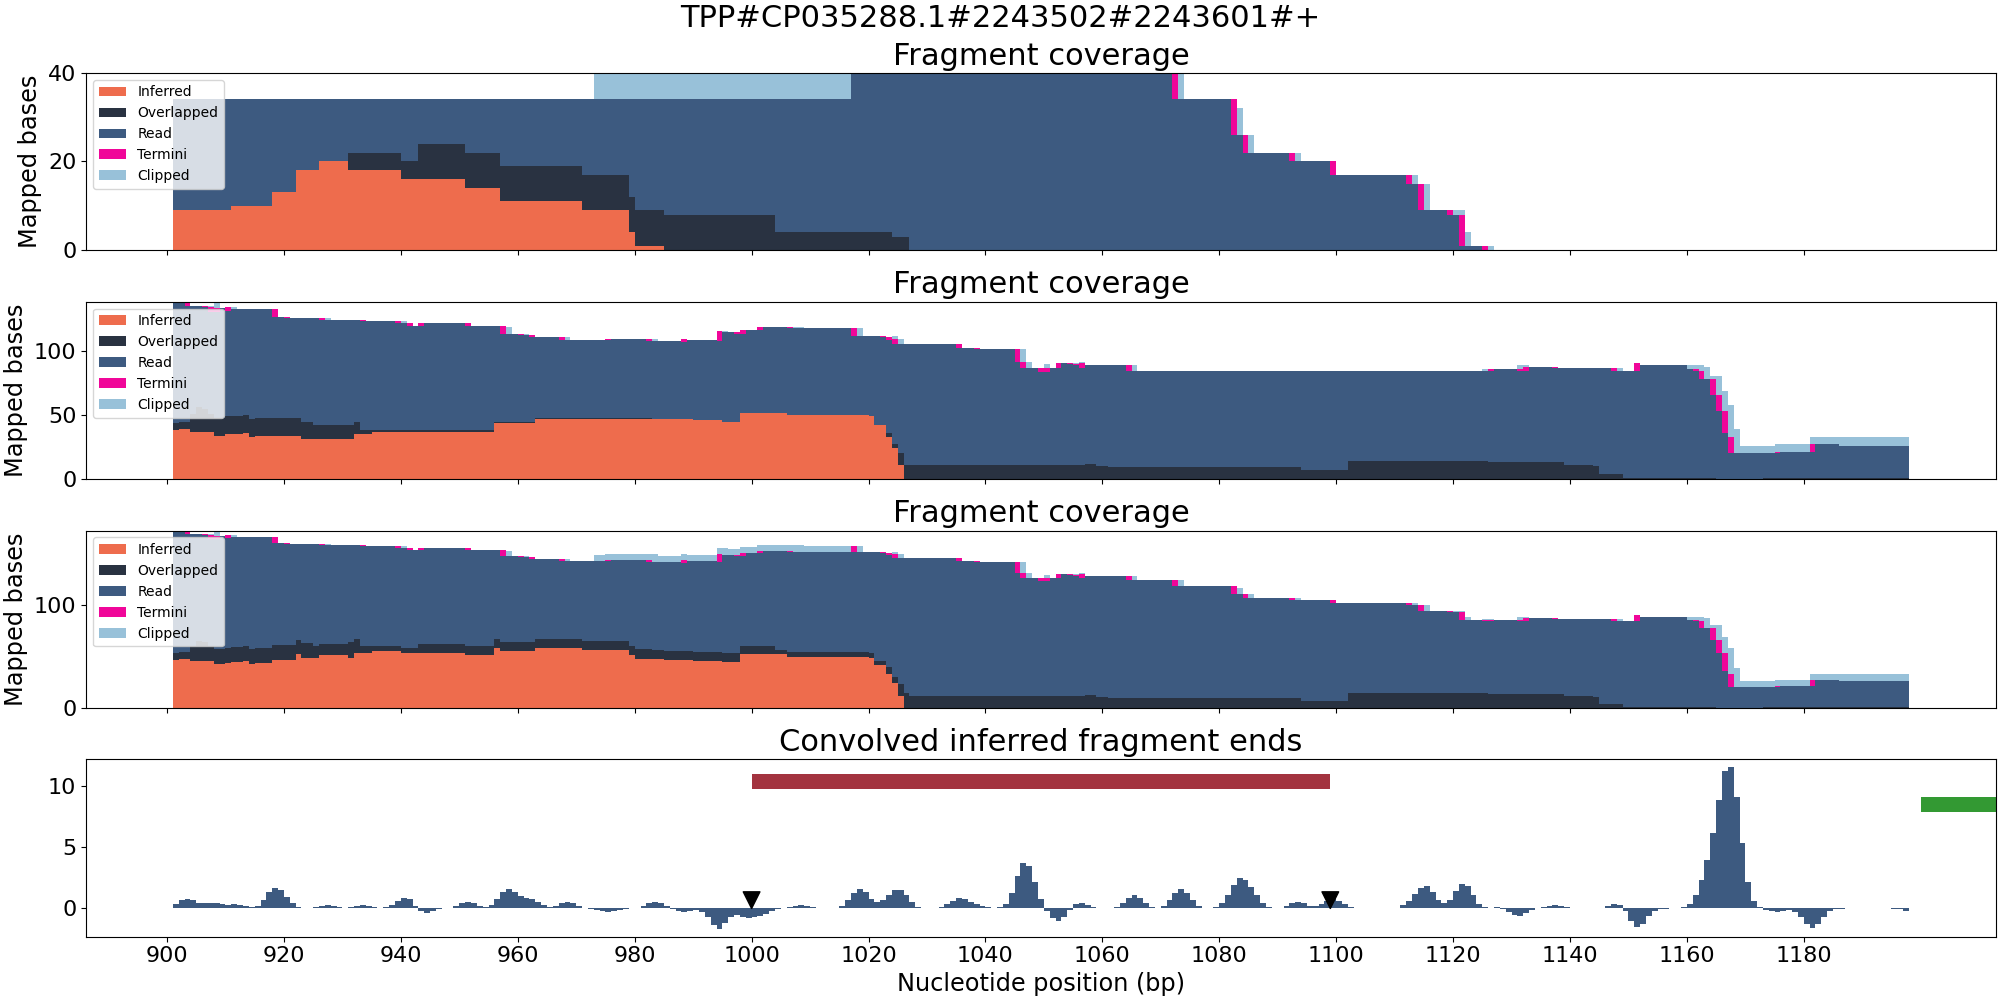 TPP#CP035288.1#2243502#2243601#+
Fragment coverage
Mapped bases
40
20
0
Inferred
Overlapped
Read
Termini
Clipped
Fragment coverage
Mapped bases
100
50
0
Inferred
Overlapped
Read
Termini
Clipped
Fragment coverage
Mapped bases
100
0
Inferred
Overlapped
Read
Termini
Clipped
Convolved inferred fragment ends
10
5
0
900 920 940 960 980 1000 1020 1040 1060 1080 1100 1120 1140 1160 1180
Nucleotide position (bp)